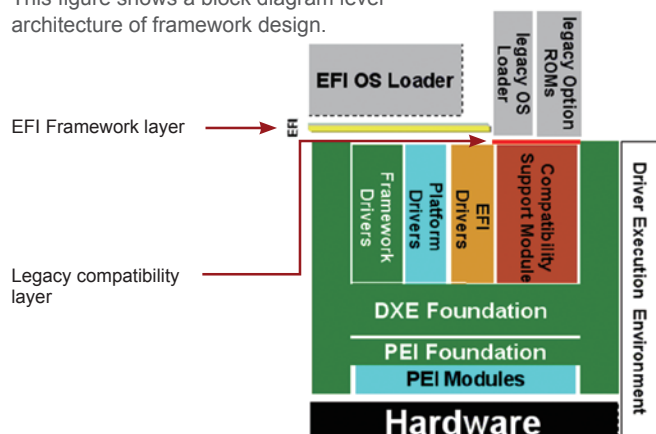 This figure shows a block diagram level
architecture of framework design.
EFI OS Loader
legacy OS
Loader
legacy Option
ROMs
EFI Framework layer
EFI
Framework
Drivers
Platform
Drivers
EFI
Drivers
Compatibility
Support Module
Driver Execution Environment
Legacy compatibility
layer
DXE Foundation
PEI Foundation
PEI Modules
Hardware